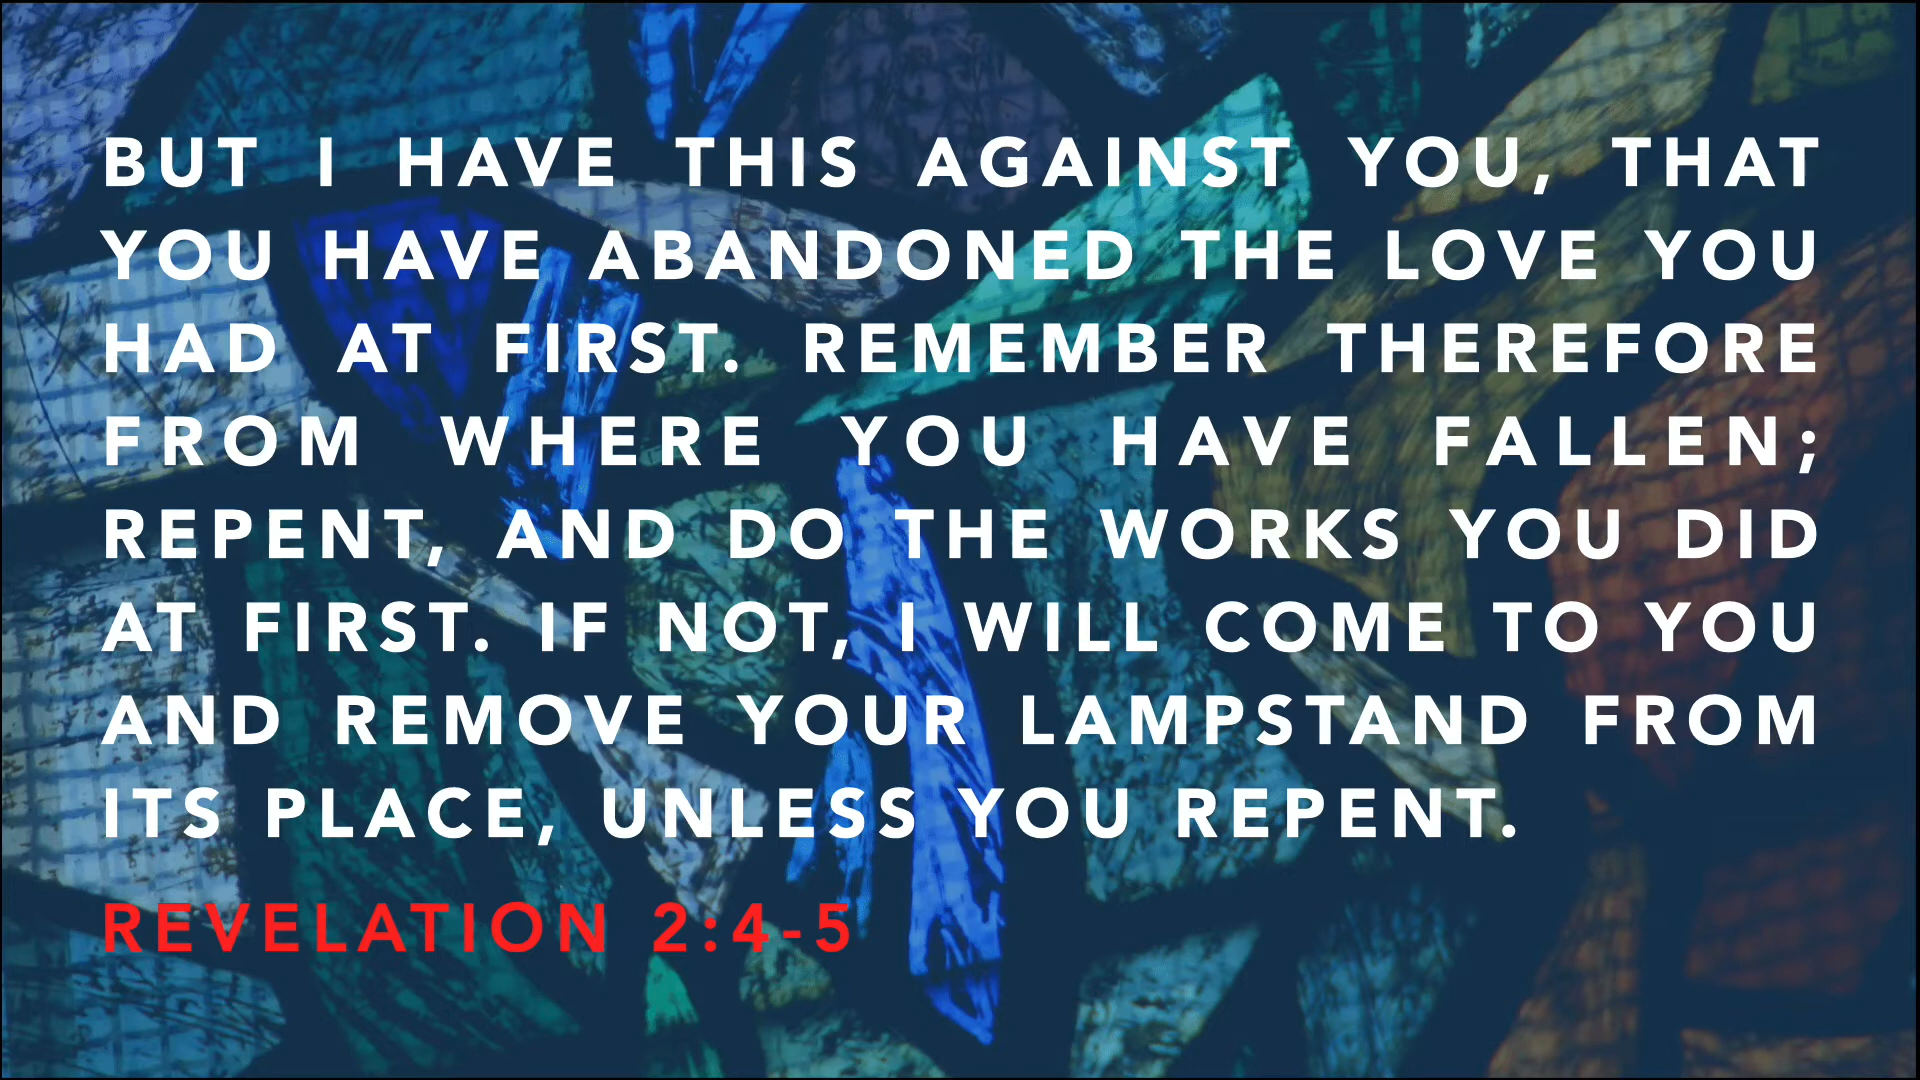 BUT I HAVE THIS AGAINST YOU, THAT
YOU HAVE ABANDONED THE LOVE YOU
HAD AT FIRST. REMEMBER THEREFORE
FROM WHERE YOU HAVE FALLEN;
REPENT, AND DO THE WORKS YOU DID
AT FIRST. IF NOT, I WILL COME TO YOU
AND REMOVE YOUR LAMPSTAND FROM
ITS PLACE, UNLESS YOU REPENT.
REVELATION 2:4-5